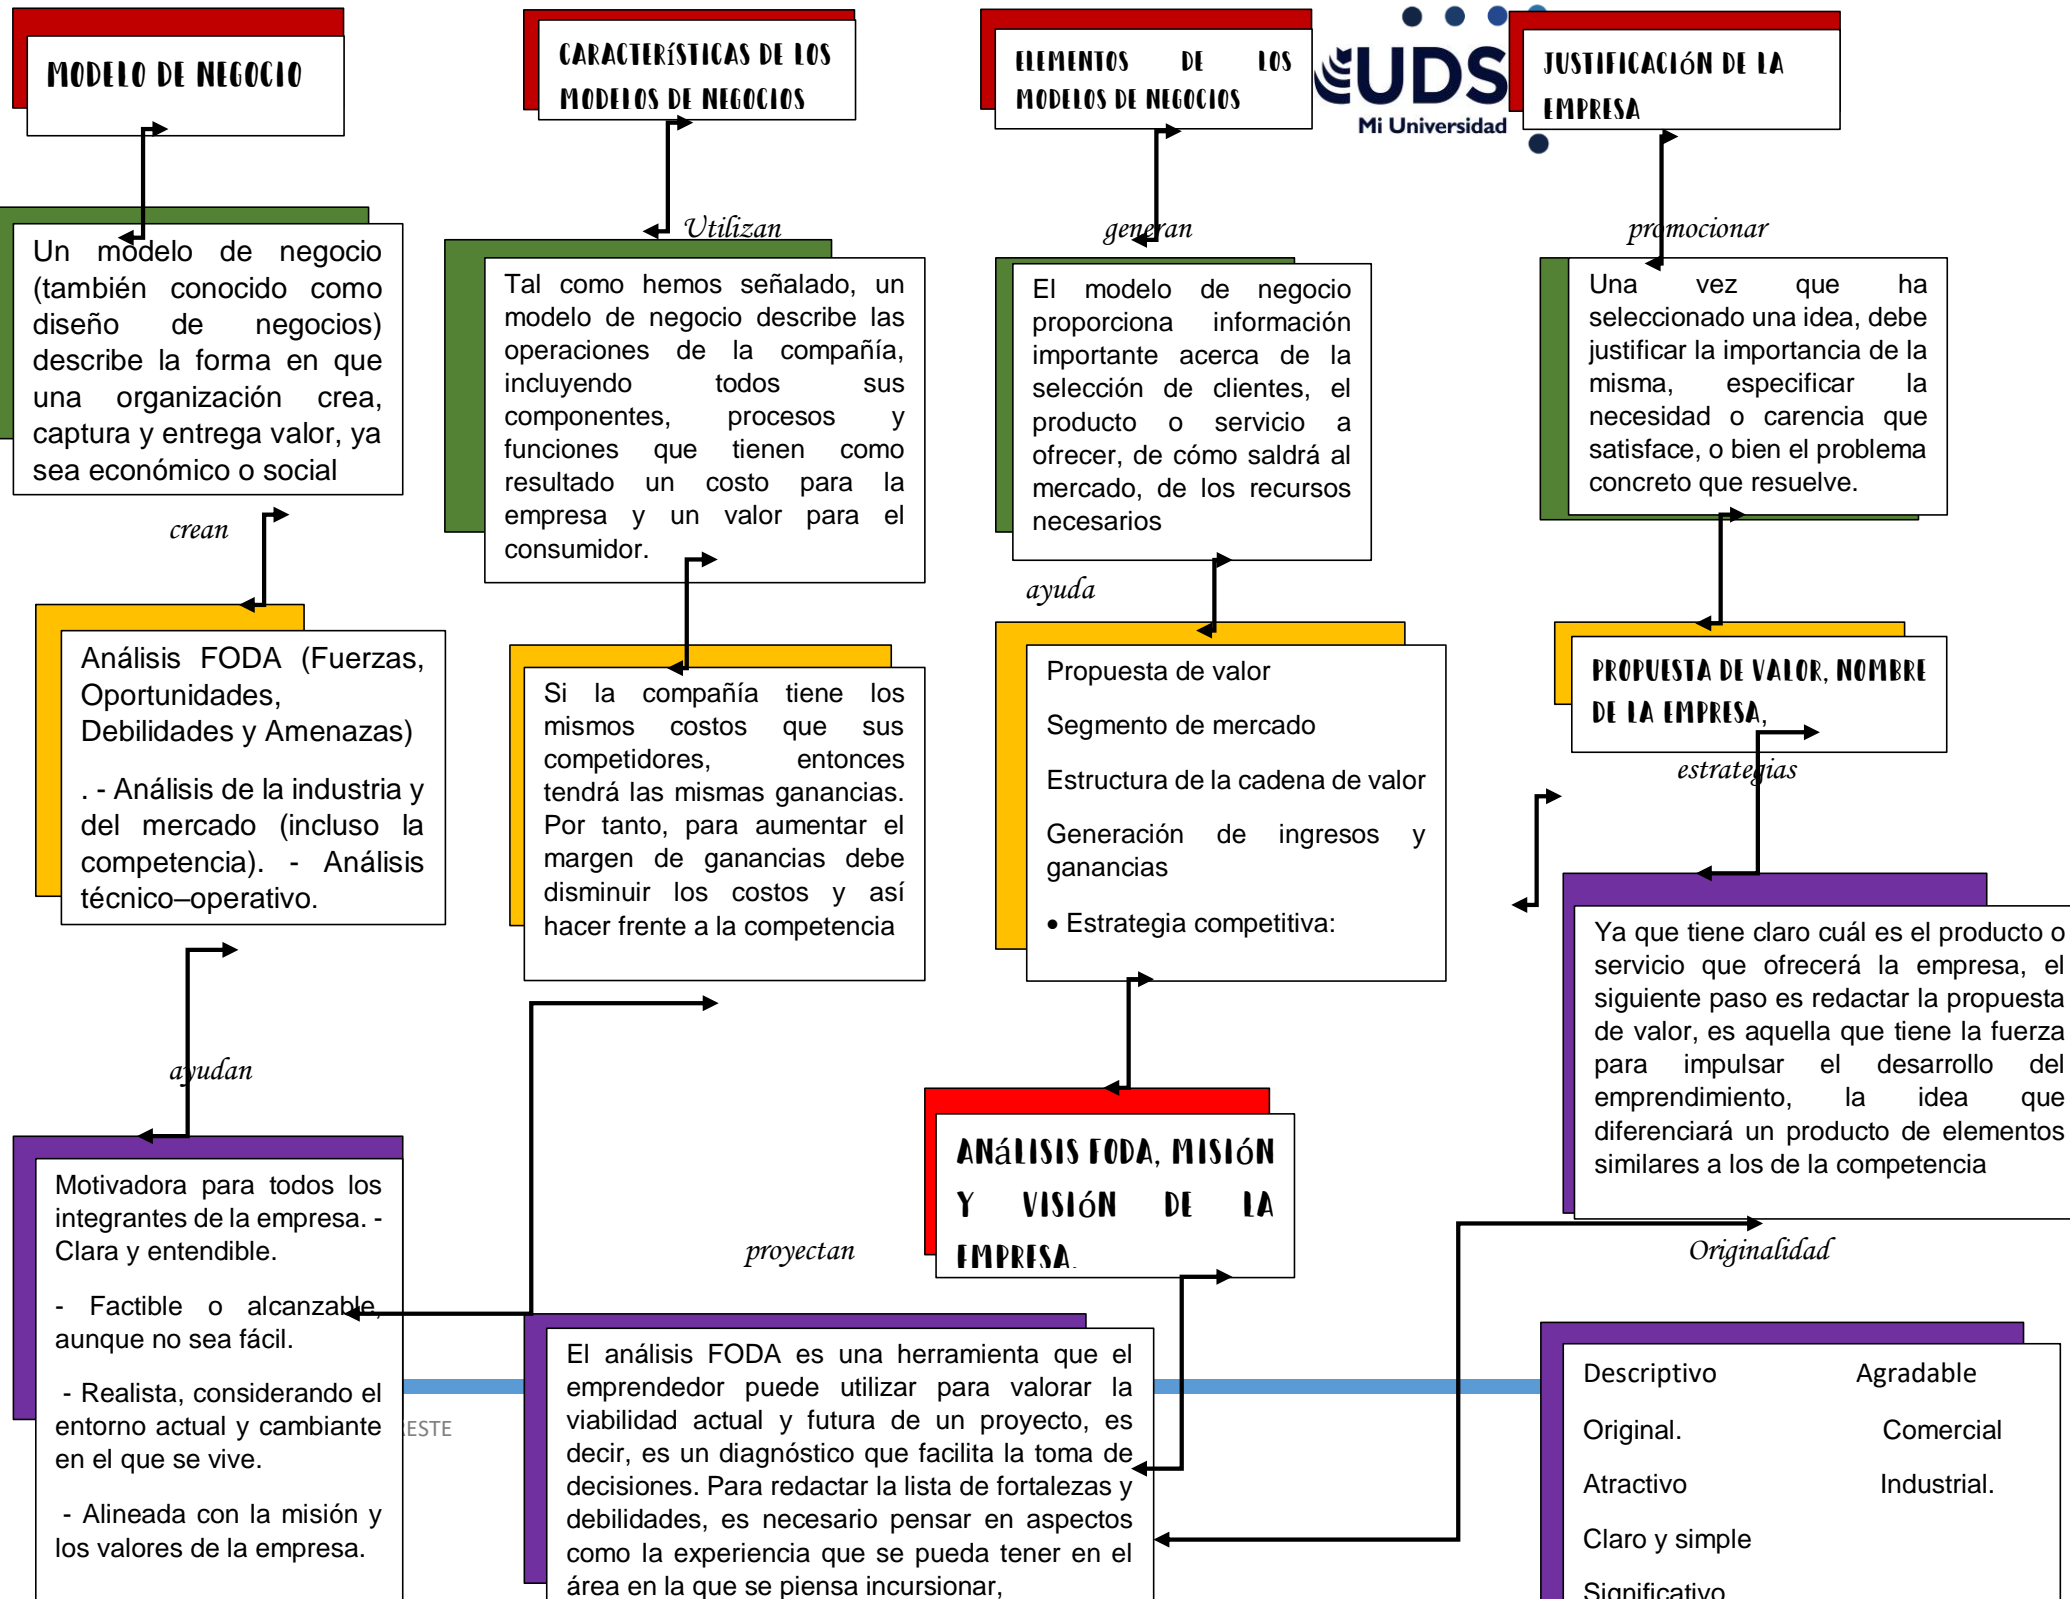 MODELO DE NEGOCIO
Un modelo de negocio
(también conocido como
diseño de negocios)
describe la forma en que
una organización crea,
captura y entrega valor, ya
sea económico o social
crean
Análisis FODA (Fuerzas,
Oportunidades,
Debilidades y Amenazas)
. - Análisis de la industria y
del mercado (incluso la
competencia). - Análisis
técnico–operativo.
ayudan
Motivadora para todos los
integrantes de la empresa. -
Clara y entendible.
- Factible o alcanzable,
aunque no sea fácil.
- Realista, considerando el
entorno actual y cambiante
en el que se vive.
- Alineada con la misión y
los valores de la empresa.
ESTE
CARACTERÍSTICAS DE LOS
MODELOS DE NEGOCIOS
Utilizan
Tal como hemos señalado, un
modelo de negocio describe las
operaciones de la compañía,
incluyendo todos sus
componentes, procesos y
funciones que tienen como
resultado un costo para la
empresa y un valor para el
consumidor.
Si la compañía tiene los
mismos costos que sus
competidores, entonces
tendrá las mismas ganancias.
Por tanto, para aumentar el
margen de ganancias debe
disminuir los costos y así
hacer frente a la competencia
proyectan
ELEMENTOS DE LOS
MODELOS DE NEGOCIOS
generan
El modelo de negocio
proporciona información
importante acerca de la
selección de clientes, el
producto o servicio a
ofrecer, de cómo saldrá al
mercado, de los recursos
necesarios
ayuda
Propuesta de valor
Segmento de mercado
Estructura de la cadena de valor
Generación de ingresos y
ganancias
• Estrategia competitiva:
ANÁLISIS FODA, MISIÓN
Y VISIÓN DE LA
EMPRESA.
El análisis FODA es una herramienta que el
emprendedor puede utilizar para valorar la
viabilidad actual y futura de un proyecto, es
decir, es un diagnóstico que facilita la toma de
decisiones. Para redactar la lista de fortalezas y
debilidades, es necesario pensar en aspectos
como la experiencia que se pueda tener en el
área en la que se piensa incursionar,
UDS
Mi Universidad
JUSTIFICACIÓN DE LA
EMPRESA
promocionar
Una vez que ha
seleccionado una idea, debe
justificar la importancia de la
misma, especificar la
necesidad o carencia que
satisface, o bien el problema
concreto que resuelve.
PROPUESTA DE VALOR, NOMBRE
DE LA EMPRESA,
estrategias
Ya que tiene claro cuál es el producto o
servicio que ofrecerá la empresa, el
siguiente paso es redactar la propuesta
de valor, es aquella que tiene la fuerza
para impulsar el desarrollo del
emprendimiento, la idea que
diferenciará un producto de elementos
similares a los de la competencia
Originalidad
Descriptivo Agradable
Original. Comercial
Atractivo Industrial.
Claro y simple
Significativo